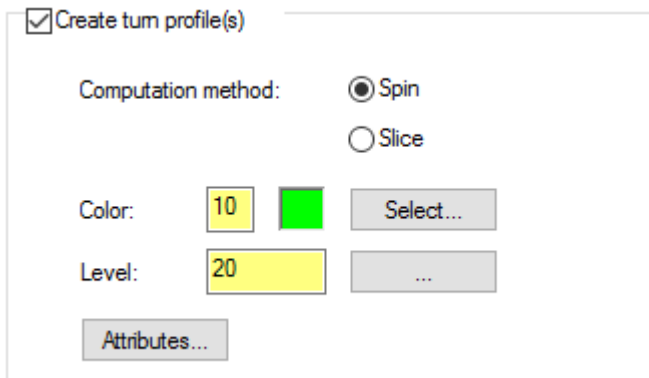 Create turn profile(s)
Computation method: Spin
Slice
Color: 10 Select...
Level: 20 ...
Attributes...